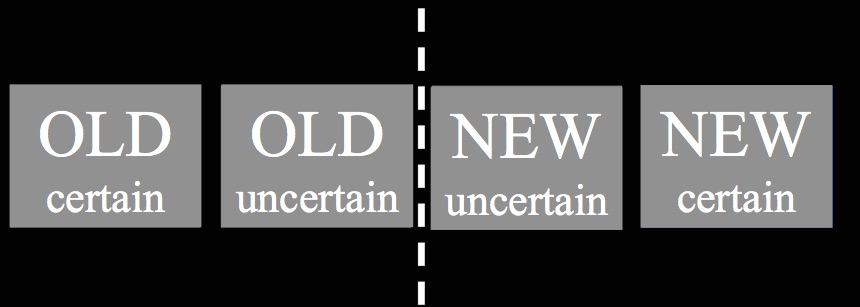 OLD
certain
OLD
uncertain
NEW
uncertain
NEW
certain